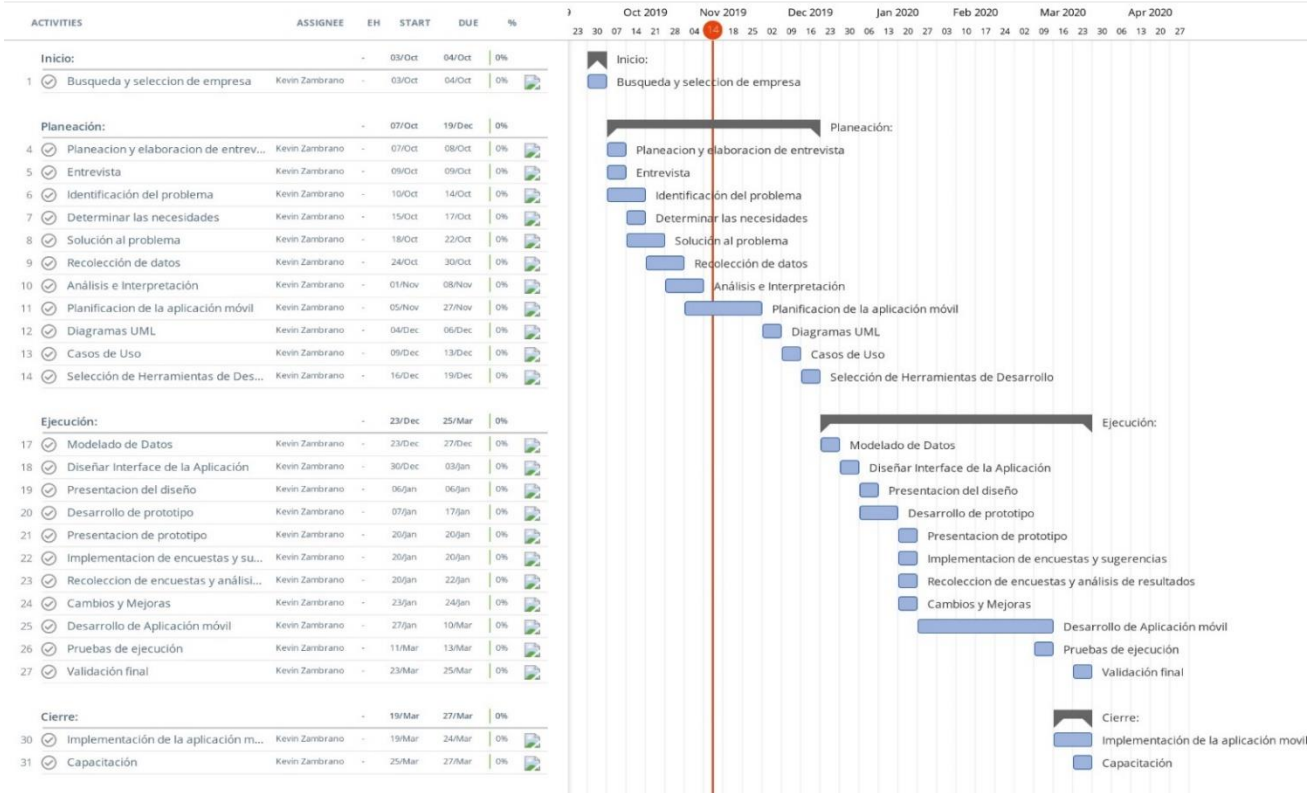 ACTIVITIES ASSIGNEE EH START DUE %
Inicio: - 03/Oct 04/Oct 0%
1 Busqueda y seleccion de empresa Kevin Zambrano - 03/Oct 04/Oct 0%
Planeación: - 07/Oct 19/Dec 0%
4 Planeacion y elaboracion de entrev... Kevin Zambrano - 07/Oct 08/Oct 0%
5 Entrevista Kevin Zambrano - 09/Oct 09/Oct 0%
6 Identificación del problema Kevin Zambrano - 10/Oct 14/Oct 0%
7 Determinar las necesidades Kevin Zambrano - 15/Oct 17/Oct 0%
8 Solución al problema Kevin Zambrano - 18/Oct 22/Oct 0%
9 Recolección de datos Kevin Zambrano - 24/Oct 30/Oct 0%
10 Análisis e Interpretación Kevin Zambrano - 01/Nov 08/Nov 0%
11 Planificacion de la aplicación móvil Kevin Zambrano - 05/Nov 27/Nov 0%
12 Diagramas UML Kevin Zambrano - 04/Dec 06/Dec 0%
13 Casos de Uso Kevin Zambrano - 09/Dec 13/Dec 0%
14 Selección de Herramientas de Des... Kevin Zambrano - 16/Dec 19/Dec 0%
Ejecución: - 23/Dec 25/Mar 0%
17 Modelado de Datos Kevin Zambrano - 23/Dec 27/Dec 0%
18 Diseñar Interface de la Aplicación Kevin Zambrano - 30/Dec 03/Jan 0%
19 Presentacion del diseño Kevin Zambrano - 06/Jan 06/Jan 0%
20 Desarrollo de prototipo Kevin Zambrano - 07/Jan 17/Jan 0%
21 Presentacion de prototipo Kevin Zambrano - 20/Jan 20/Jan 0%
22 Implementacion de encuestas y su... Kevin Zambrano - 20/Jan 20/Jan 0%
23 Recoleccion de encuestas y análisi... Kevin Zambrano - 20/Jan 22/Jan 0%
24 Cambios y Mejoras Kevin Zambrano - 23/Jan 24/Jan 0%
25 Desarrollo de Aplicación móvil Kevin Zambrano - 27/Jan 10/Mar 0%
26 Pruebas de ejecución Kevin Zambrano - 11/Mar 13/Mar 0%
27 Validación final Kevin Zambrano - 23/Mar 25/Mar 0%
Cierre: - 19/Mar 27/Mar 0%
30 Implementación de la aplicación m... Kevin Zambrano - 19/Mar 24/Mar 0%
31 Capacitación Kevin Zambrano - 25/Mar 27/Mar 0%
Oct 2019 Nov 2019 Dec 2019 Jan 2020 Feb 2020 Mar 2020 Apr 2020
23 30 07 14 21 28 04 14 18 25 02 09 16 23 30 06 13 20 27 03 10 17 24 02 09 16 23 30 06 13 20 27
Inicio:
Busqueda y seleccion de empresa
Planeación:
Planeacion y elaboracion de entrevista
Entrevista
Identificación del problema
Determinar las necesidades
Solución al problema
Recolección de datos
Análisis e Interpretación
Planificacion de la aplicación móvil
Diagramas UML
Casos de Uso
Selección de Herramientas de Desarrollo
Ejecución:
Modelado de Datos
Diseñar Interface de la Aplicación
Presentacion del diseño
Desarrollo de prototipo
Presentacion de prototipo
Implementacion de encuestas y sugerencias
Recoleccion de encuestas y análisis de resultados
Cambios y Mejoras
Desarrollo de Aplicación móvil
Pruebas de ejecución
Validación final
Cierre:
Implementación de la aplicación movil
Capacitación